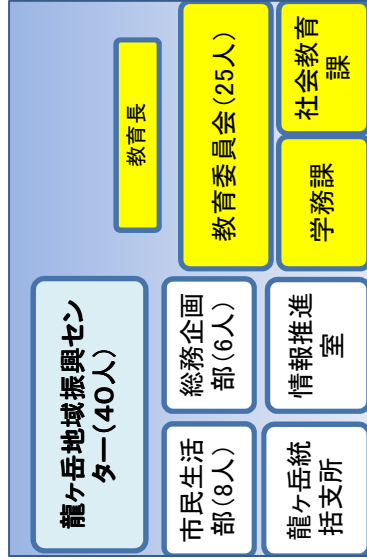 龍ヶ岳地域振興セン
ター(40人)
教育長
市民生活
部(8人)
総務企画
部(6人)
教育委員会(25人)
龍ヶ岳統
括支所
情報推進
室
学務課
社会教育
課